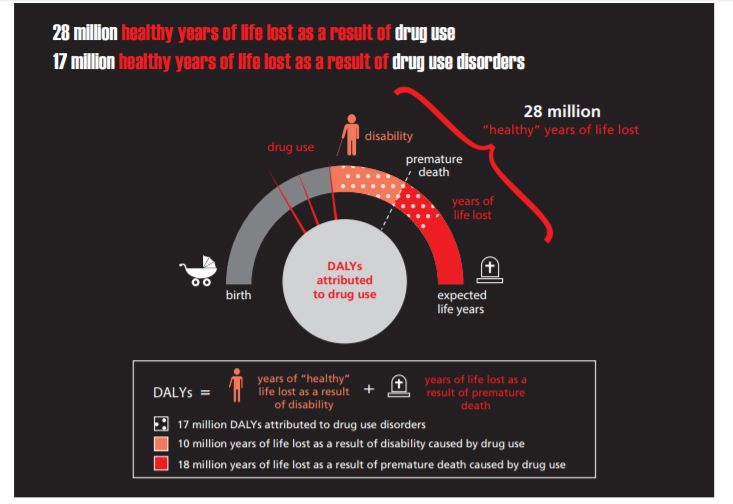 28 million healthy years of life lost as a result of drug use
17 million healthy years of life lost as a result of drug use disorders
28 million
"healthy" years of life lost
disability
drug use
premature
death
years of
life lost
DALYs
attributed
to drug use
birth
expected
life years
DALYs =
years of "healthy"
life lost as a result
of disability
+
years of life lost as a
result of premature
death
17 million DALYs attributed to drug use disorders
10 million years of life lost as a result of disability caused by drug use
18 million years of life lost as a result of premature death caused by drug use